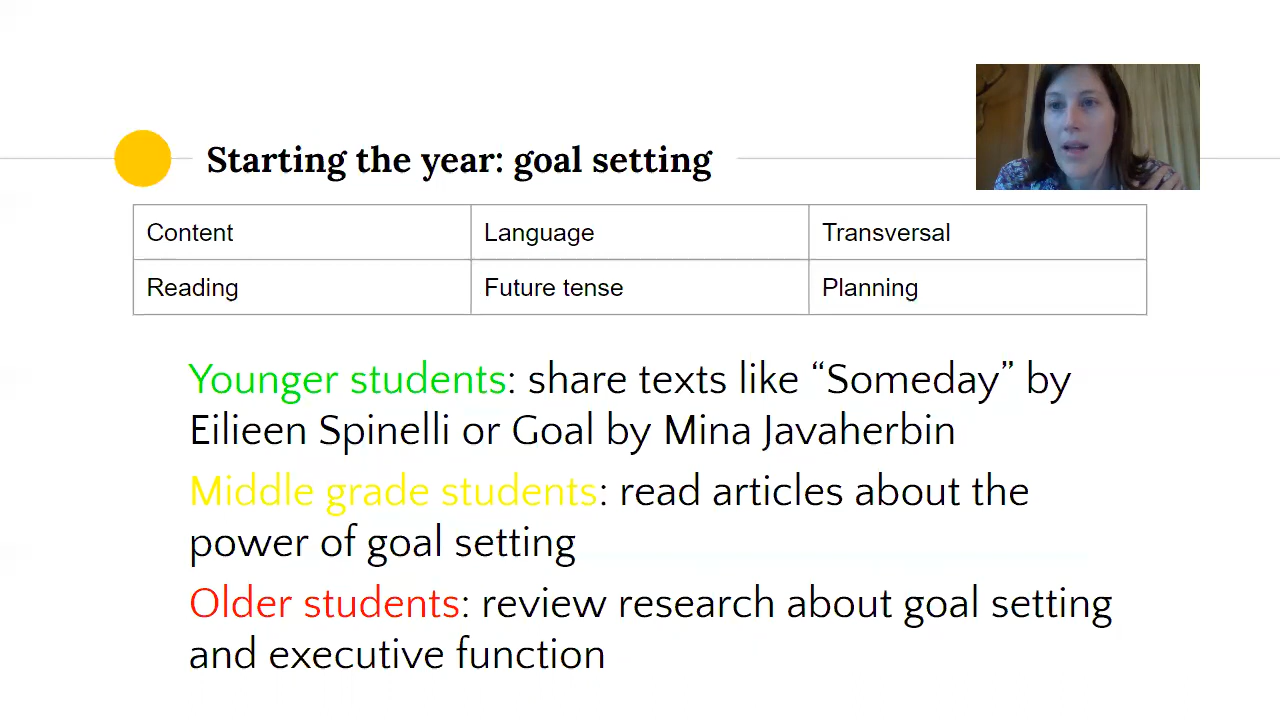 Starting the year: goal setting
Content Language Transversal
Reading Future tense Planning
Younger students: share texts like “Someday” by
Eilieen Spinelli or Goal by Mina Javaherbin
Middle grade students: read articles about the
power of goal setting
Older students: review research about goal setting
and executive function